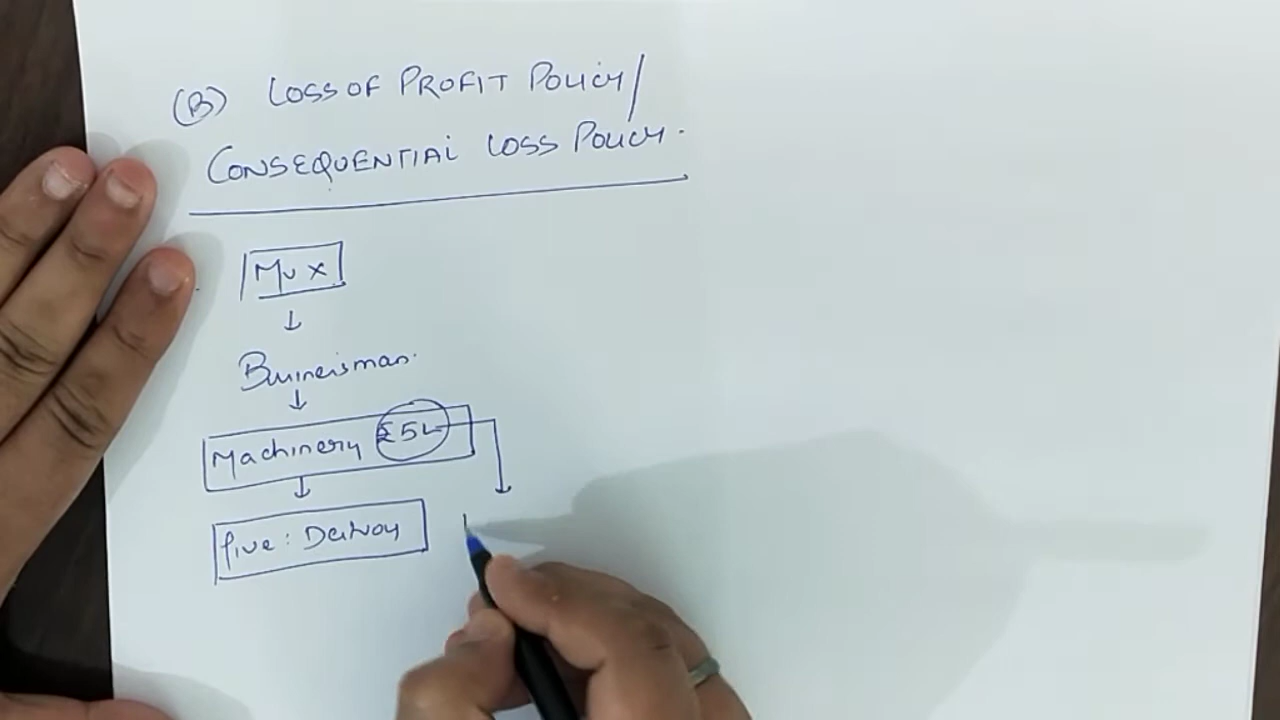 (B) LOSS OF PROFIT POLICY/
CONSEQUENTIAL LOSS POLICY.
Mr X
Businessman.
Machinery ₹5L
fire: Destroy